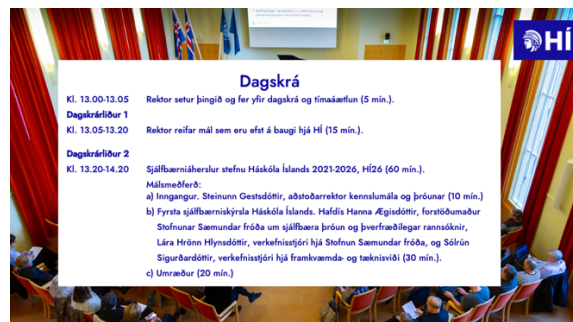 HÍ
Dagskrá
Kl. 13.00-13.05 Rektor setur þingið og fer yfir dagskrá og tímaáætlun (5 mín.).
Dagskrárliður 1
Kl. 13.05-13.20 Rektor reifar mál sem eru efst á baugi hjá HÍ (15 mín.).
Dagskrárliður 2
Kl. 13.20-14.20 Sjálfbærniáherslur stefnu Háskóla Íslands 2021-2026, HÍ26 (60 mín.).
Málsmeðferð:
a) Inngangur. Steinunn Gestsdóttir, aðstoðarrektor kennslumála og þróunar (10 mín.)
b) Fyrsta sjálfbærniskýrsla Háskóla Íslands. Hafdís Hanna Ægisdóttir, forstöðumaður
Stofnunar Sæmundar fróða um sjálfbæra þróun og þverfræðilegar rannsóknir,
Lára Hrönn Hlynsdóttir, verkefnisstjóri hjá Stofnun Sæmundar fróða, og Sólrún
Sigurðardóttir, verkefnisstjóri hjá framkvæmda- og tæknisviði (30 mín.).
c) Umræður (20 mín.)